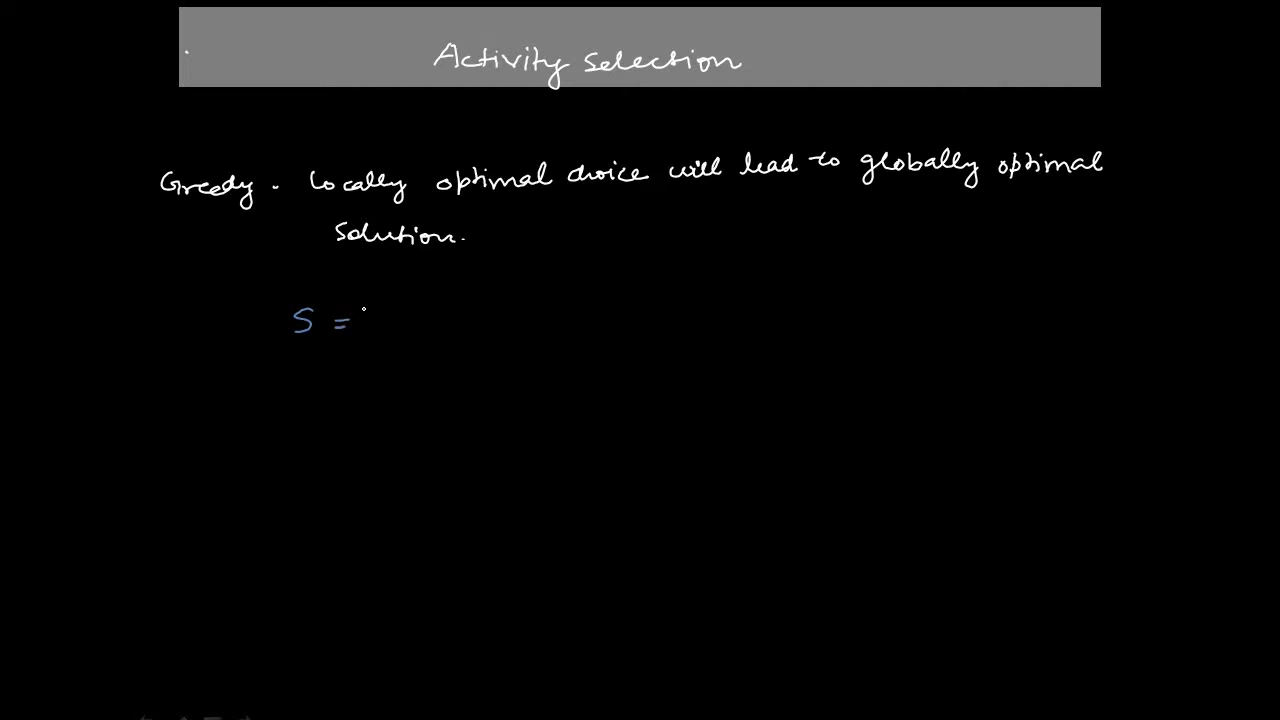 Activity selection
Greedy. Locally optimal choice will lead to globally optimal
solution.
S =